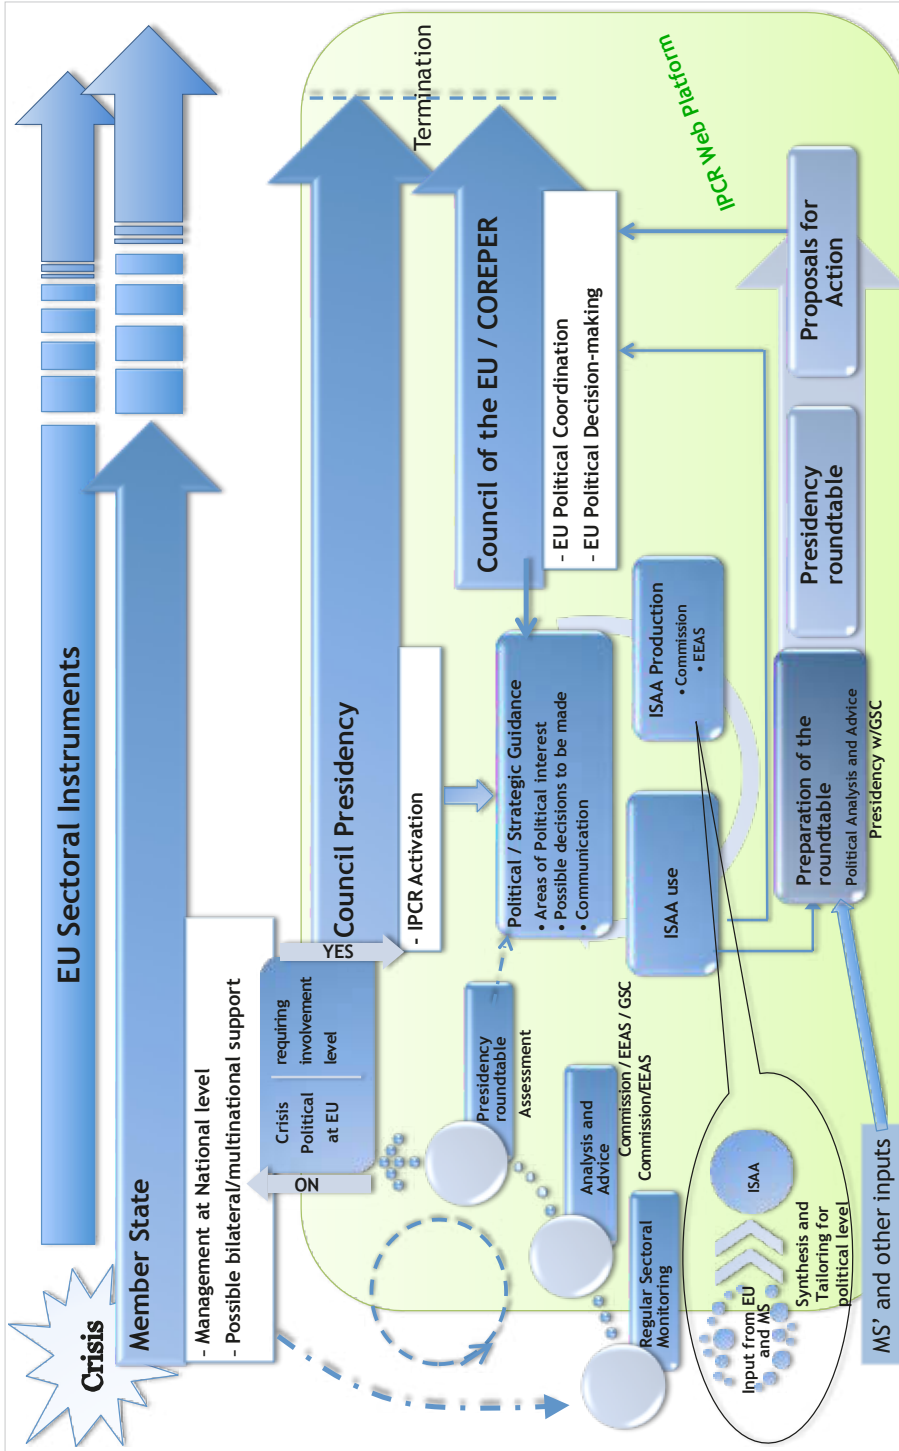 Crisis
EU Sectoral Instruments
Member State
- Management at National level
- Possible bilateral/multinational support
ON
Crisis
Political
at EU
requiring
involvement
level
YES
Council Presidency
- IPCR Activation
Termination
Council of the EU / COREPER
- EU Political Coordination
- EU Political Decision-making
IPCR Web Platform
Presidency
roundtable
Assessment
Political / Strategic Guidance
• Areas of Political interest
• Possible decisions to be made
• Communication
Analysis and
Advice
Commission / EEAS / GSC
Commission/EEAS
Regular Sectoral
Monitoring
ISAA use
ISAA Production
• Commission
• EEAS
Input from EU
and MS
ISAA
Synthesis and
Tailoring for
political level
Preparation of the
roundtable
Political Analysis and Advice
Presidency w/GSC
Presidency
roundtable
Proposals for
Action
MS’ and other inputs